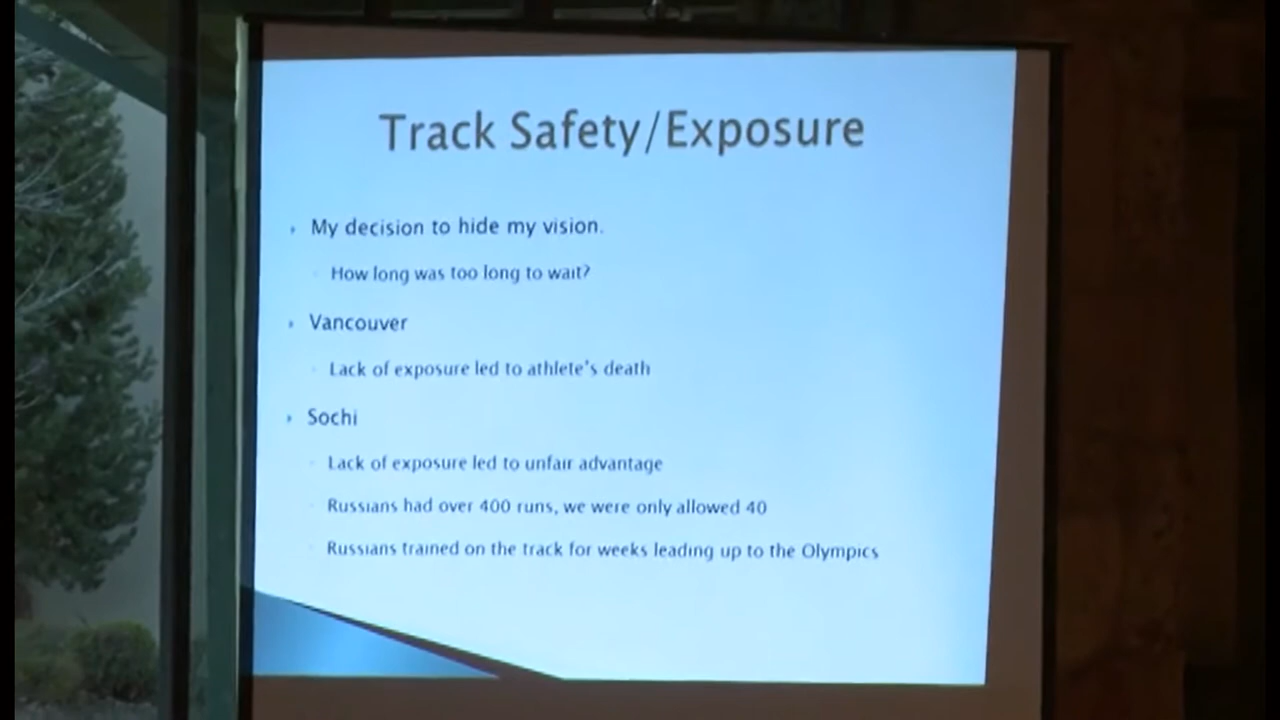 Track Safety/Exposure
My decision to hide my vision.
How long was too long to wait?
Vancouver
Lack of exposure led to athlete's death
Sochi
Lack of exposure led to unfair advantage
Russians had over 400 runs, we were only allowed 40
Russians trained on the track for weeks leading up to the Olympics